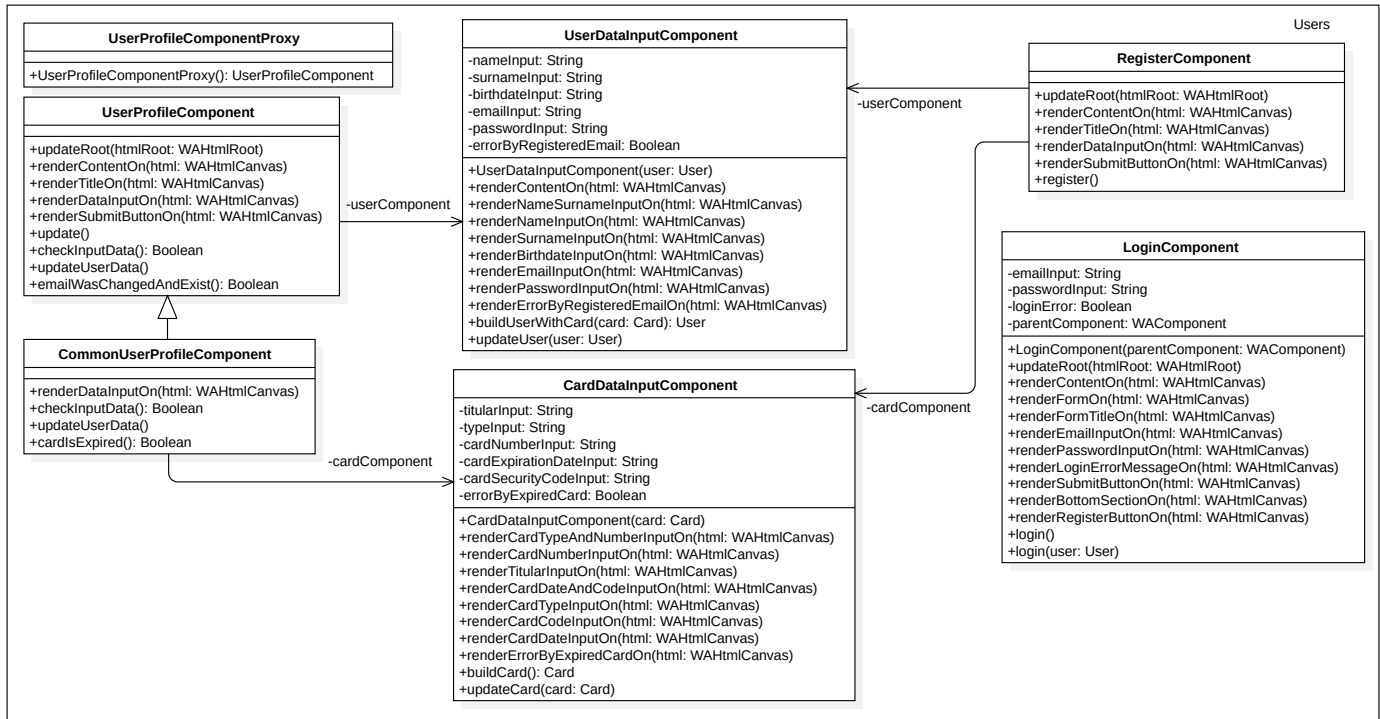 Users
UserProfileComponentProxy
+UserProfileComponentProxy(): UserProfileComponent
UserProfileComponent
+updateRoot(htmlRoot: WAHtmlRoot)
+renderContentOn(html: WAHtmlCanvas)
+renderTitleOn(html: WAHtmlCanvas)
+renderDataInputOn(html: WAHtmlCanvas)
+renderSubmitButtonOn(html: WAHtmlCanvas)
+update()
+checkInputData(): Boolean
+updateUserData()
+emailWasChangedAndExist(): Boolean
-userComponent
CommonUserProfileComponent
+renderDataInputOn(html: WAHtmlCanvas)
+checkInputData(): Boolean
+updateUserData()
+cardIsExpired(): Boolean
-cardComponent
UserDataInputComponent
-nameInput: String
-surnameInput: String
-birthdateInput: String
-emailInput: String
-passwordInput: String
-errorByRegisteredEmail: Boolean
+UserDataInputComponent(user: User)
+renderContentOn(html: WAHtmlCanvas)
+renderNameSurnameInputOn(html: WAHtmlCanvas)
+renderNameInputOn(html: WAHtmlCanvas)
+renderSurnameInputOn(html: WAHtmlCanvas)
+renderBirthdateInputOn(html: WAHtmlCanvas)
+renderEmailInputOn(html: WAHtmlCanvas)
+renderPasswordInputOn(html: WAHtmlCanvas)
+renderErrorByRegisteredEmailOn(html: WAHtmlCanvas)
+buildUserWithCard(card: Card): User
+updateUser(user: User)
CardDataInputComponent
-titularInput: String
-typeInput: String
-cardNumberInput: String
-cardExpirationDateInput: String
-cardSecurityCodeInput: String
-errorByExpiredCard: Boolean
+CardDataInputComponent(card: Card)
+renderCardTypeAndNumberInputOn(html: WAHtmlCanvas)
+renderCardNumberInputOn(html: WAHtmlCanvas)
+renderTitularInputOn(html: WAHtmlCanvas)
+renderCardDateAndCodeInputOn(html: WAHtmlCanvas)
+renderCardTypeInputOn(html: WAHtmlCanvas)
+renderCardCodeInputOn(html: WAHtmlCanvas)
+renderCardDateInputOn(html: WAHtmlCanvas)
+renderErrorByExpiredCardOn(html: WAHtmlCanvas)
+buildCard(): Card
+updateCard(card: Card)
-userComponent
-cardComponent
RegisterComponent
+updateRoot(htmlRoot: WAHtmlRoot)
+renderContentOn(html: WAHtmlCanvas)
+renderTitleOn(html: WAHtmlCanvas)
+renderDataInputOn(html: WAHtmlCanvas)
+renderSubmitButtonOn(html: WAHtmlCanvas)
+register()
LoginComponent
-emailInput: String
-passwordInput: String
-loginError: Boolean
-parentComponent: WAComponent
+LoginComponent(parentComponent: WAComponent)
+updateRoot(htmlRoot: WAHtmlRoot)
+renderContentOn(html: WAHtmlCanvas)
+renderFormOn(html: WAHtmlCanvas)
+renderFormTitleOn(html: WAHtmlCanvas)
+renderEmailInputOn(html: WAHtmlCanvas)
+renderPasswordInputOn(html: WAHtmlCanvas)
+renderLoginErrorMessageOn(html: WAHtmlCanvas)
+renderSubmitButtonOn(html: WAHtmlCanvas)
+renderBottomSectionOn(html: WAHtmlCanvas)
+renderRegisterButtonOn(html: WAHtmlCanvas)
+login()
+login(user: User)